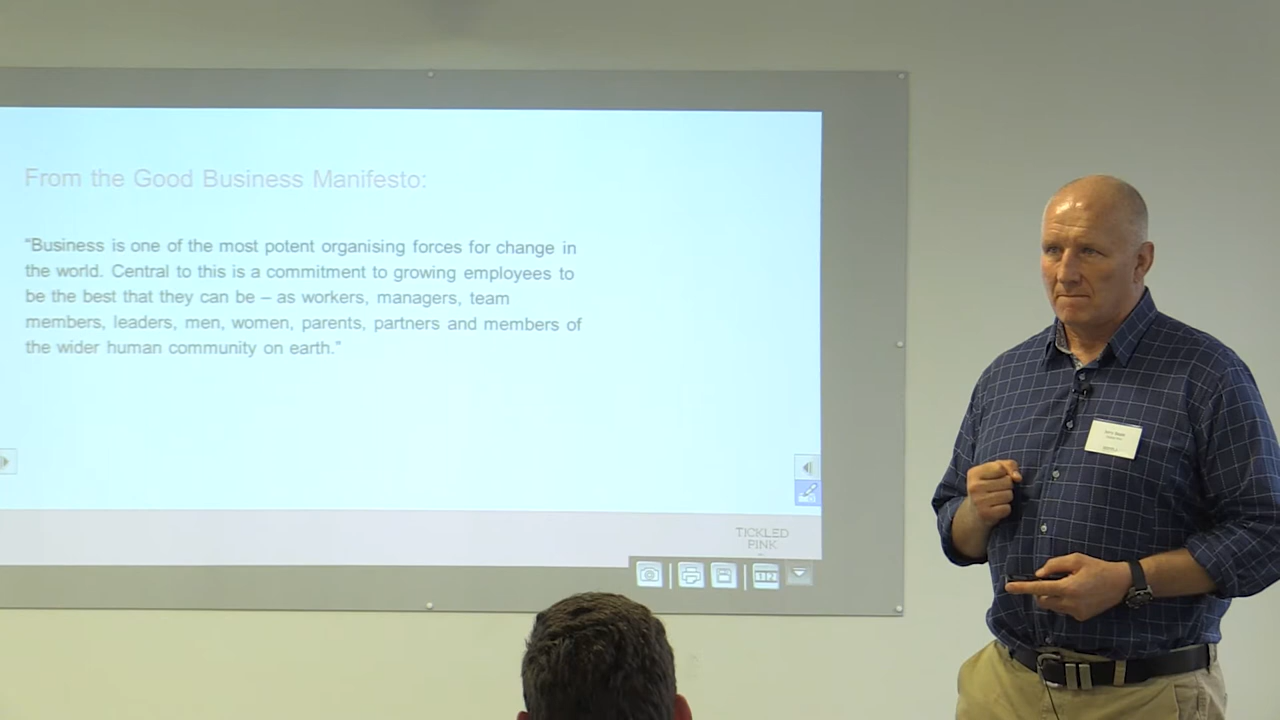 From the Good Business Manifesto:
“Business is one of the most potent organising forces for change in
the world. Central to this is a commitment to growing employees to
be the best that they can be – as workers, managers, team
members, leaders, men, women, parents, partners and members of
the wider human community on earth.”
TICKLED
PINK